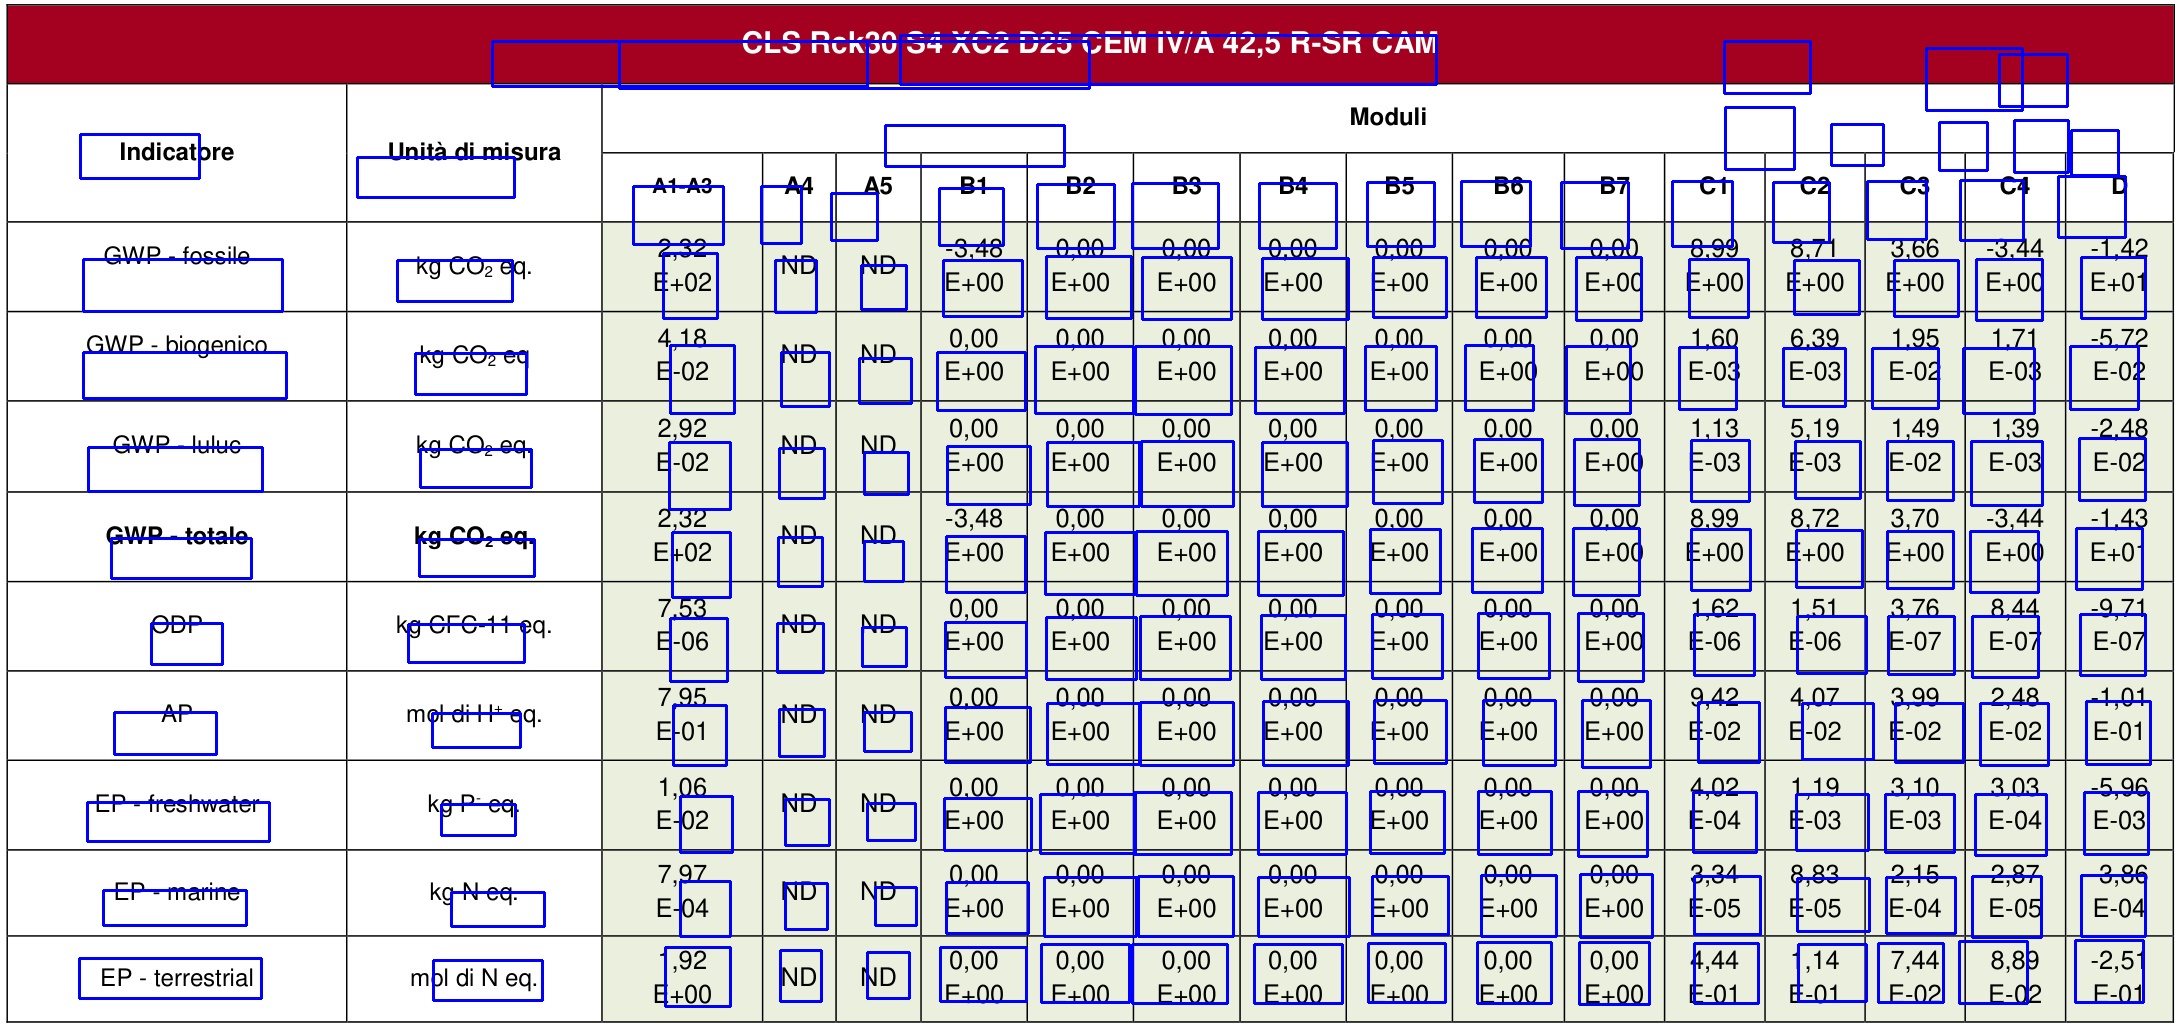 CLS Rck30 S4 XC2 D25 CEM IV/A 42,5 R-SR CAM
Indicatore Unità di misura Moduli
A1-A3 A4 A5 B1 B2 B3 B4 B5 B6 B7 C1 C2 C3 C4 D
GWP - fossile kg CO₂ eq. 2,32 E+02 ND ND -3,48 E+00 0,00 E+00 0,00 E+00 0,00 E+00 0,00 E+00 0,00 E+00 0,00 E+00 8,99 E+00 8,71 E+00 3,66 E+00 -3,44 E+00 -1,42 E+01
GWP - biogenico kg CO₂ eq 4,18 E-02 ND ND 0,00 E+00 0,00 E+00 0,00 E+00 0,00 E+00 0,00 E+00 0,00 E+00 0,00 E+00 1,60 E-03 6,39 E-03 1,95 E-02 1,71 E-03 -5,72 E-02
GWP - luluc kg CO₂ eq. 2,92 E-02 ND ND 0,00 E+00 0,00 E+00 0,00 E+00 0,00 E+00 0,00 E+00 0,00 E+00 0,00 E+00 1,13 E-03 5,19 E-03 1,49 E-02 1,39 E-03 -2,48 E-02
GWP - totale kg CO₂ eq. 2,32 E+02 ND ND -3,48 E+00 0,00 E+00 0,00 E+00 0,00 E+00 0,00 E+00 0,00 E+00 0,00 E+00 8,99 E+00 8,72 E+00 3,70 E+00 -3,44 E+00 -1,43 E+01
ODP kg CFC-11 eq. 7,53 E-06 ND ND 0,00 E+00 0,00 E+00 0,00 E+00 0,00 E+00 0,00 E+00 0,00 E+00 0,00 E+00 1,62 E-06 1,51 E-06 3,76 E-07 8,44 E-07 -9,71 E-07
AP mol di H⁺ eq. 7,95 E-01 ND ND 0,00 E+00 0,00 E+00 0,00 E+00 0,00 E+00 0,00 E+00 0,00 E+00 0,00 E+00 9,42 E-02 4,07 E-02 3,99 E-02 2,48 E-02 -1,01 E-01
EP - freshwater kg P⁻ eq. 1,06 E-02 ND ND 0,00 E+00 0,00 E+00 0,00 E+00 0,00 E+00 0,00 E+00 0,00 E+00 0,00 E+00 4,02 E-04 1,19 E-03 3,10 E-03 3,03 E-04 -5,96 E-03
EP - marine kg N eq. 7,97 E-04 ND ND 0,00 E+00 0,00 E+00 0,00 E+00 0,00 E+00 0,00 E+00 0,00 E+00 0,00 E+00 3,34 E-05 8,83 E-05 2,15 E-04 2,87 E-05 -3,86 E-04
EP - terrestrial mol di N eq. 1,92 E+00 ND ND 0,00 E+00 0,00 E+00 0,00 E+00 0,00 E+00 0,00 E+00 0,00 E+00 0,00 E+00 4,44 E-01 1,14 E-01 7,44 E-02 8,89 E-02 -2,51 E-01